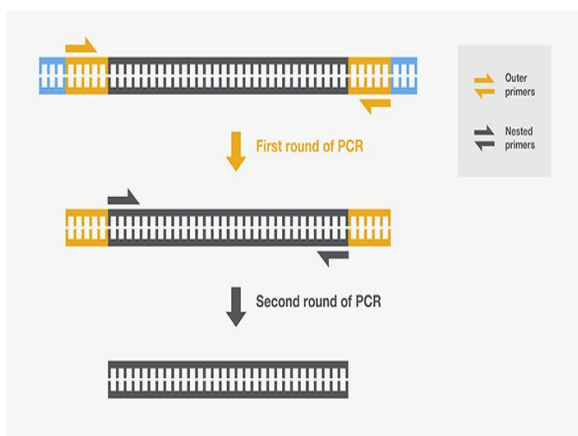 Outer
primers
First round of PCR
Nested
primers
Second round of PCR